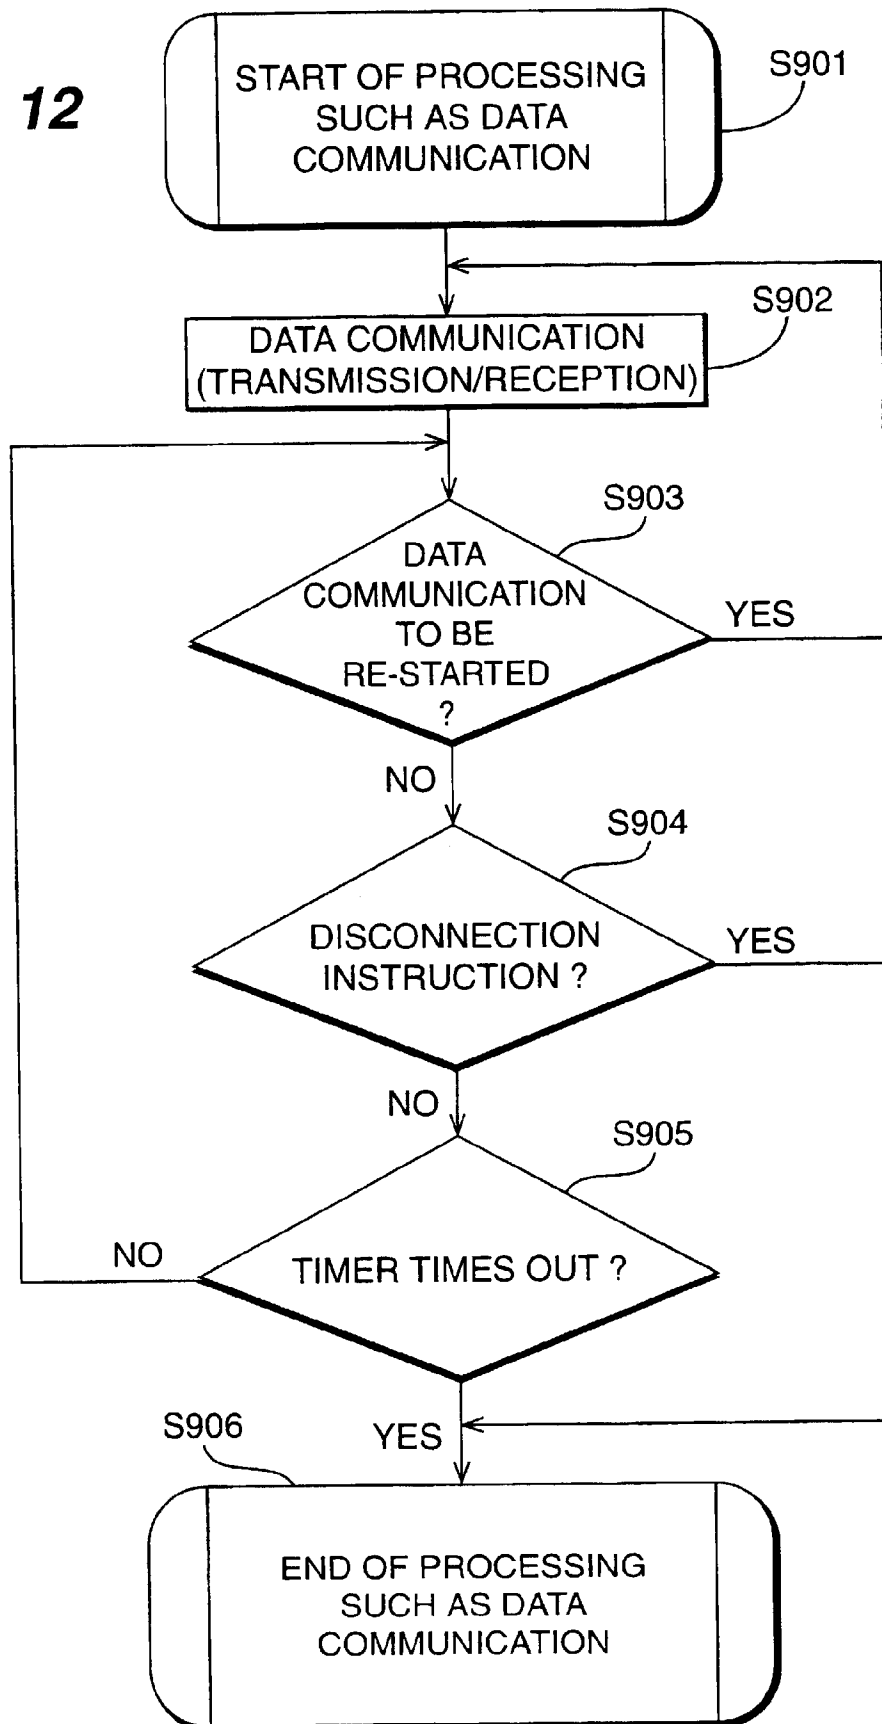 12
START OF PROCESSING
SUCH AS DATA
COMMUNICATION
S901
S902
DATA COMMUNICATION
(TRANSMISSION/RECEPTION)
S903
DATA
COMMUNICATION
TO BE
RE-STARTED
?
YES
NO
S904
DISCONNECTION
INSTRUCTION ?
YES
NO
S905
TIMER TIMES OUT ?
NO
YES
S906
END OF PROCESSING
SUCH AS DATA
COMMUNICATION